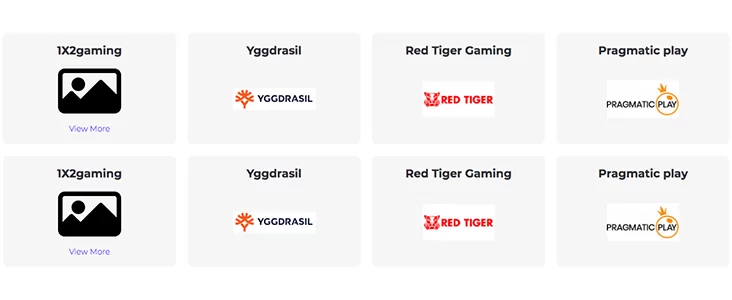 1X2gaming
Yggdrasil
Red Tiger Gaming
Pragmatic play
YGGDRASIL
RED TIGER
PRAGMATIC PLAY
View More
1X2gaming
Yggdrasil
Red Tiger Gaming
Pragmatic play
YGGDRASIL
RED TIGER
PRAGMATIC PLAY
View More